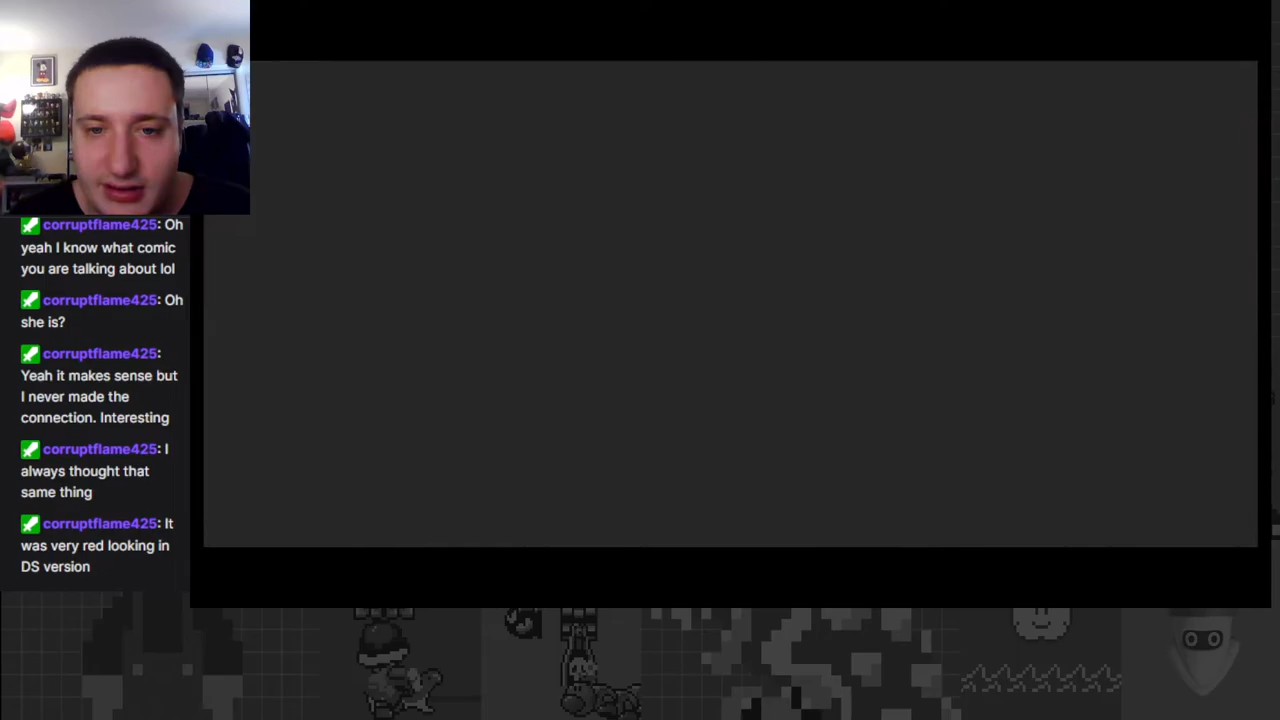 corruptflame425: Oh
yeah I know what comic
you are talking about lol
corruptflame425: Oh
she is?
corruptflame425:
Yeah it makes sense but
I never made the
connection. Interesting
corruptflame425: I
always thought that
same thing
corruptflame425: It
was very red looking in
DS version